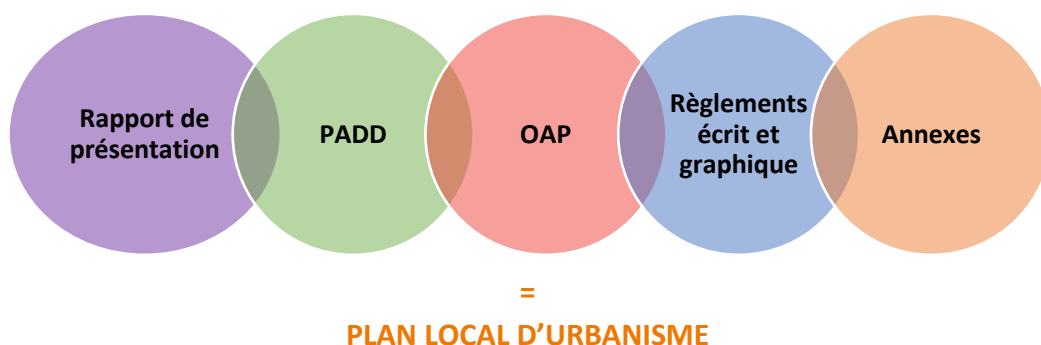 Rapport de
présentation
PADD
OAP
Règlements
écrit et
graphique
Annexes
=
PLAN LOCAL D’URBANISME